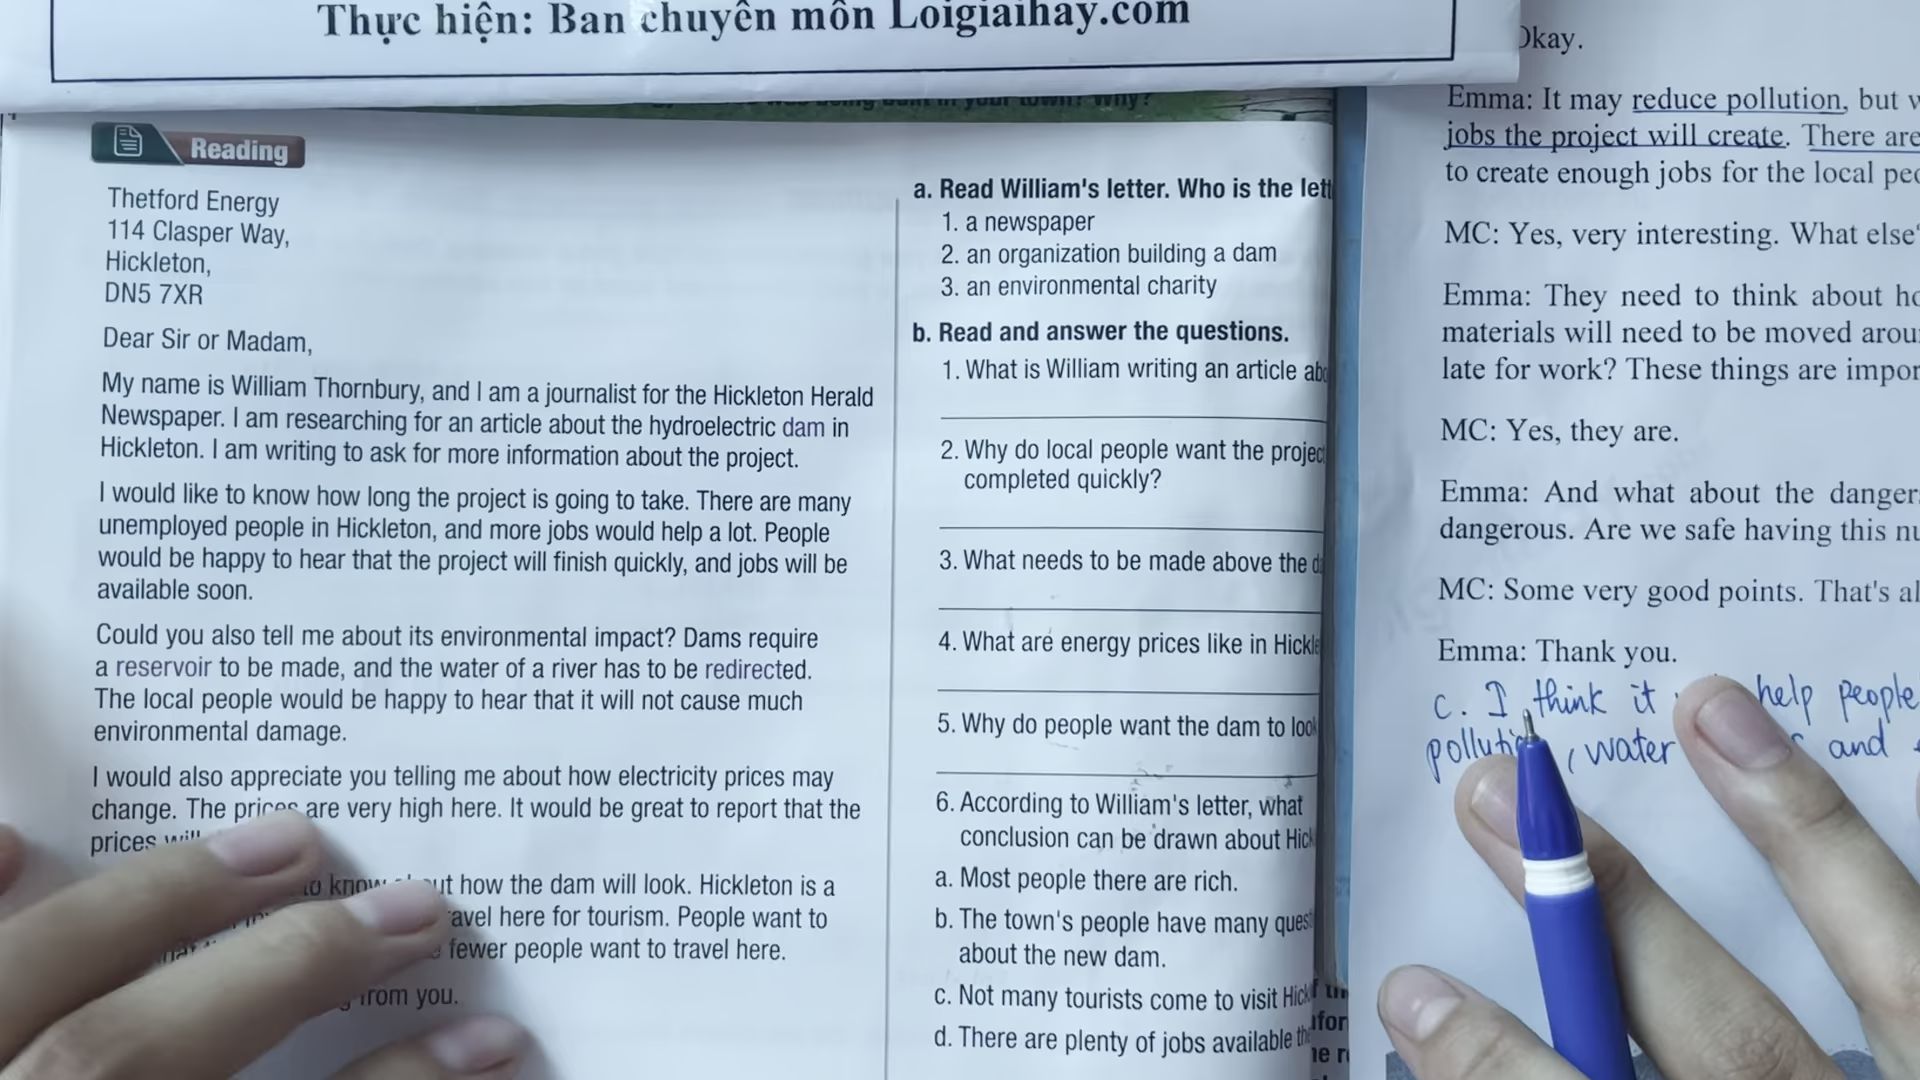 Thực hiện: Ban chuyên môn Loigiaihay.com
Reading
Thetford Energy
114 Clasper Way,
Hickleton,
DN5 7XR
Dear Sir or Madam,
My name is William Thornbury, and I am a journalist for the Hickleton Herald
Newspaper. I am researching for an article about the hydroelectric dam in
Hickleton. I am writing to ask for more information about the project.
I would like to know how long the project is going to take. There are many
unemployed people in Hickleton, and more jobs would help a lot. People
would be happy to hear that the project will finish quickly, and jobs will be
available soon.
Could you also tell me about its environmental impact? Dams require
a reservoir to be made, and the water of a river has to be redirected.
The local people would be happy to hear that it will not cause much
environmental damage.
I would also appreciate you telling me about how electricity prices may
change. The prices are very high here. It would be great to report that the
prices will
to know how the dam will look. Hickleton is a
here for tourism. People want to
fewer people want to travel here.
from you.
a. Read William's letter. Who is the
1. a newspaper
2. an organization building a dam
3. an environmental charity
b. Read and answer the questions.
1. What is William writing an article
2. Why do local people want the
completed quickly?
3. What needs to be made above the
4. What are energy prices like in
5. Why do people want the dam to
6. According to William's letter, what
conclusion can be drawn about
a. Most people there are rich.
b. The town's people have many
about the new dam.
c. Not many tourists come to visit
d. There are plenty of jobs available
Okay.
Emma: It may reduce pollution, but
jobs the project will create. There are
to create enough jobs for the local
MC: Yes, very interesting. What else
Emma: They need to think about
materials will need to be moved
late for work? These things are
MC: Yes, they are.
Emma: And what about the
dangerous. Are we safe having this
MC: Some very good points. That's
Emma: Thank you.
c. I think it help people
water and